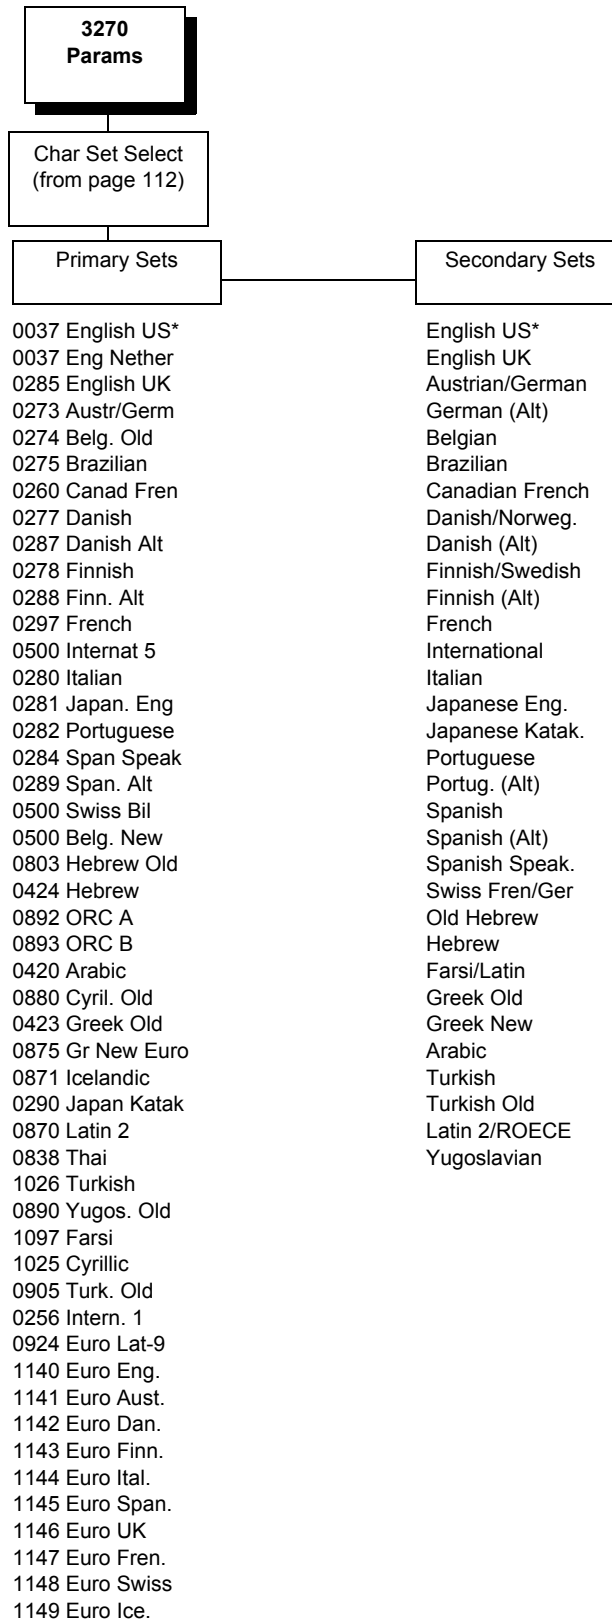 3270
Params
Char Set Select
(from page 112)
Primary Sets
Secondary Sets
0037 English US*
0037 Eng Nether
0285 English UK
0273 Austr/Germ
0274 Belg. Old
0275 Brazilian
0260 Canad Fren
0277 Danish
0287 Danish Alt
0278 Finnish
0288 Finn. Alt
0297 French
0500 Internat 5
0280 Italian
0281 Japan. Eng
0282 Portuguese
0284 Span Speak
0289 Span. Alt
0500 Swiss Bil
0500 Belg. New
0803 Hebrew Old
0424 Hebrew
0892 ORC A
0893 ORC B
0420 Arabic
0880 Cyril. Old
0423 Greek Old
0875 Gr New Euro
0871 Icelandic
0290 Japan Katak
0870 Latin 2
0838 Thai
1026 Turkish
0890 Yugos. Old
1097 Farsi
1025 Cyrillic
0905 Turk. Old
0256 Intern. 1
0924 Euro Lat-9
1140 Euro Eng.
1141 Euro Aust.
1142 Euro Dan.
1143 Euro Finn.
1144 Euro Ital.
1145 Euro Span.
1146 Euro UK
1147 Euro Fren.
1148 Euro Swiss
1149 Euro Ice.
English US*
English UK
Austrian/German
German (Alt)
Belgian
Brazilian
Canadian French
Danish/Norweg.
Danish (Alt)
Finnish/Swedish
Finnish (Alt)
French
International
Italian
Japanese Eng.
Japanese Katak.
Portuguese
Portug. (Alt)
Spanish
Spanish (Alt)
Spanish Speak.
Swiss Fren/Ger
Old Hebrew
Hebrew
Farsi/Latin
Greek Old
Greek New
Arabic
Turkish
Turkish Old
Latin 2/ROECE
Yugoslavian